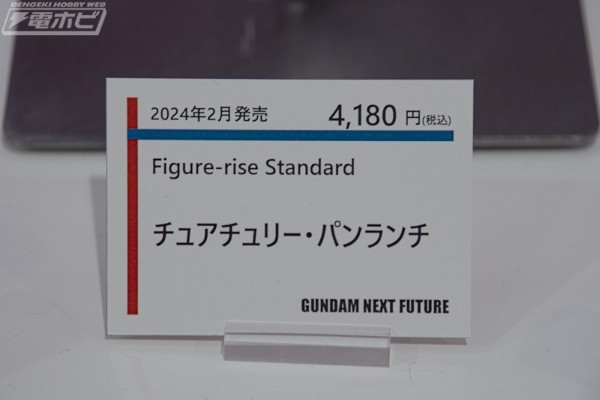 DENGEKI HOBBY WEB
電ホビ
2024年2月発売 4,180 円(税込)
Figure-rise Standard
チュアチュリー・パンランチ
GUNDAM NEXT FUTURE